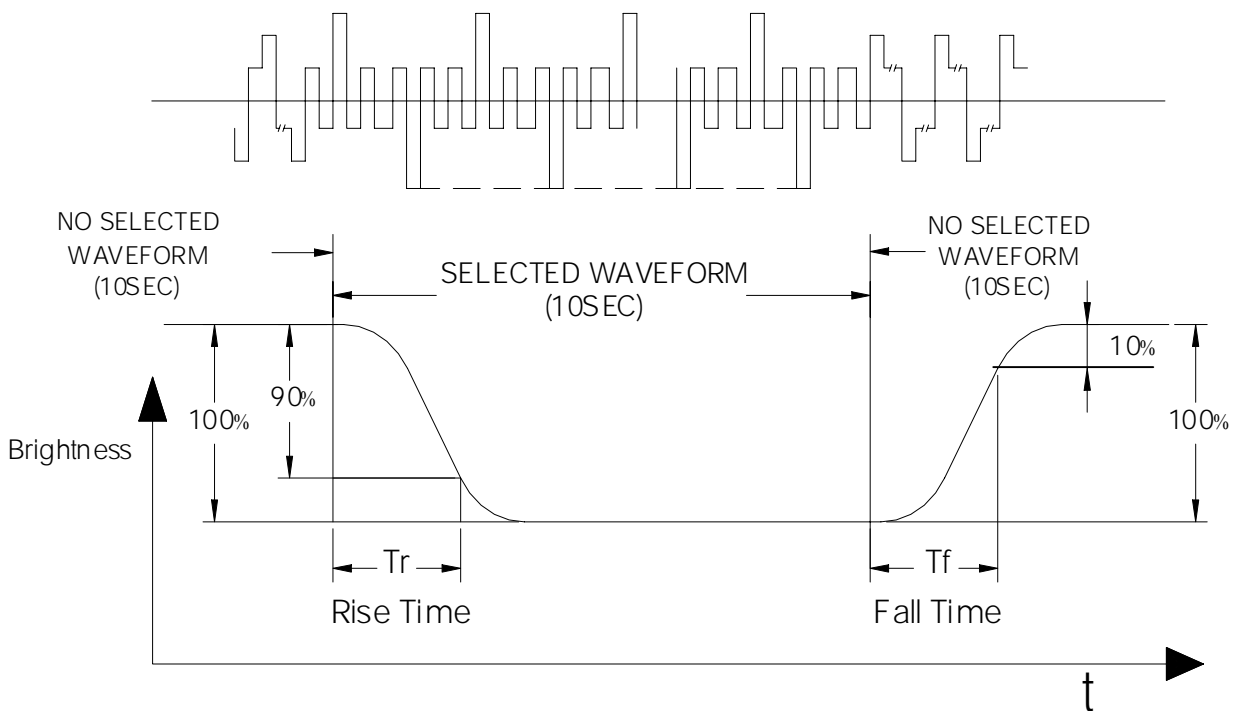 NO SELECTED
WAVEFORM
(10SEC)
SELECTED WAVEFORM
(10SEC)
NO SELECTED
WAVEFORM
(10SEC)
100%
90%
10%
100%
Brightness
Tr
Rise Time
Tf
Fall Time
t